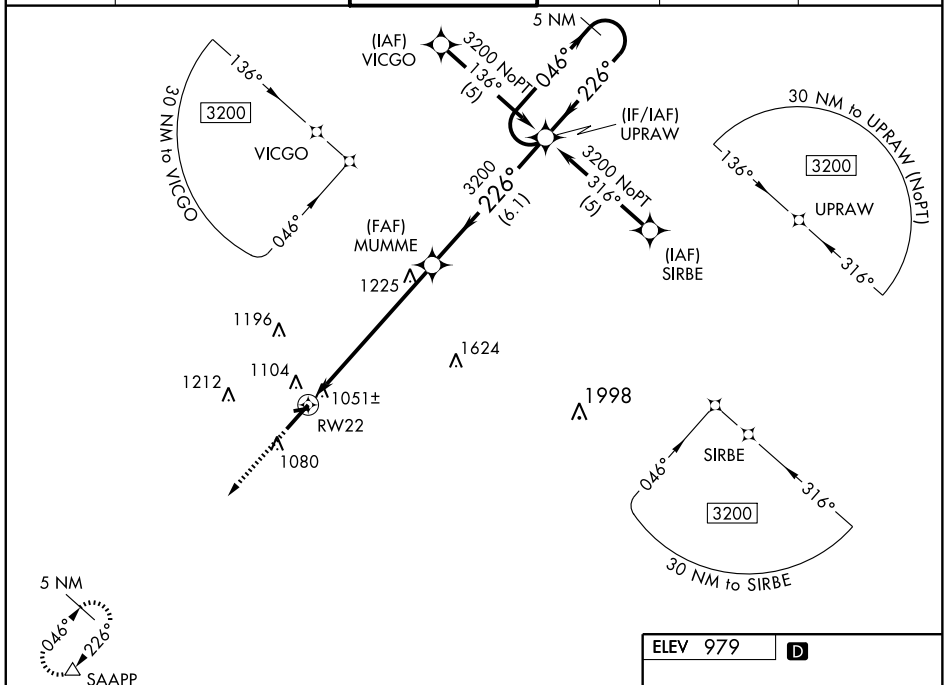 5 NM
(IAF)
VICGO
3200 NoPT
136°
(5)
046°
226°
(IF/IAF)
UPRAW
136°
3200
30 NM to VICGO
VICGO
046°
30 NM to UPRAW (NoPT)
3200
136°
UPRAW
316°
3200 NoPT
316°
(5)
(IAF)
SIRBE
3200
226°
(6.1)
(FAF)
MUMME
1225
1196
1624
1212
1104
1051±
RW22
1998
1080
SIRBE
046°
316°
3200
30 NM to SIRBE
5 NM
046°
226°
SAAPP
ELEV 979
D